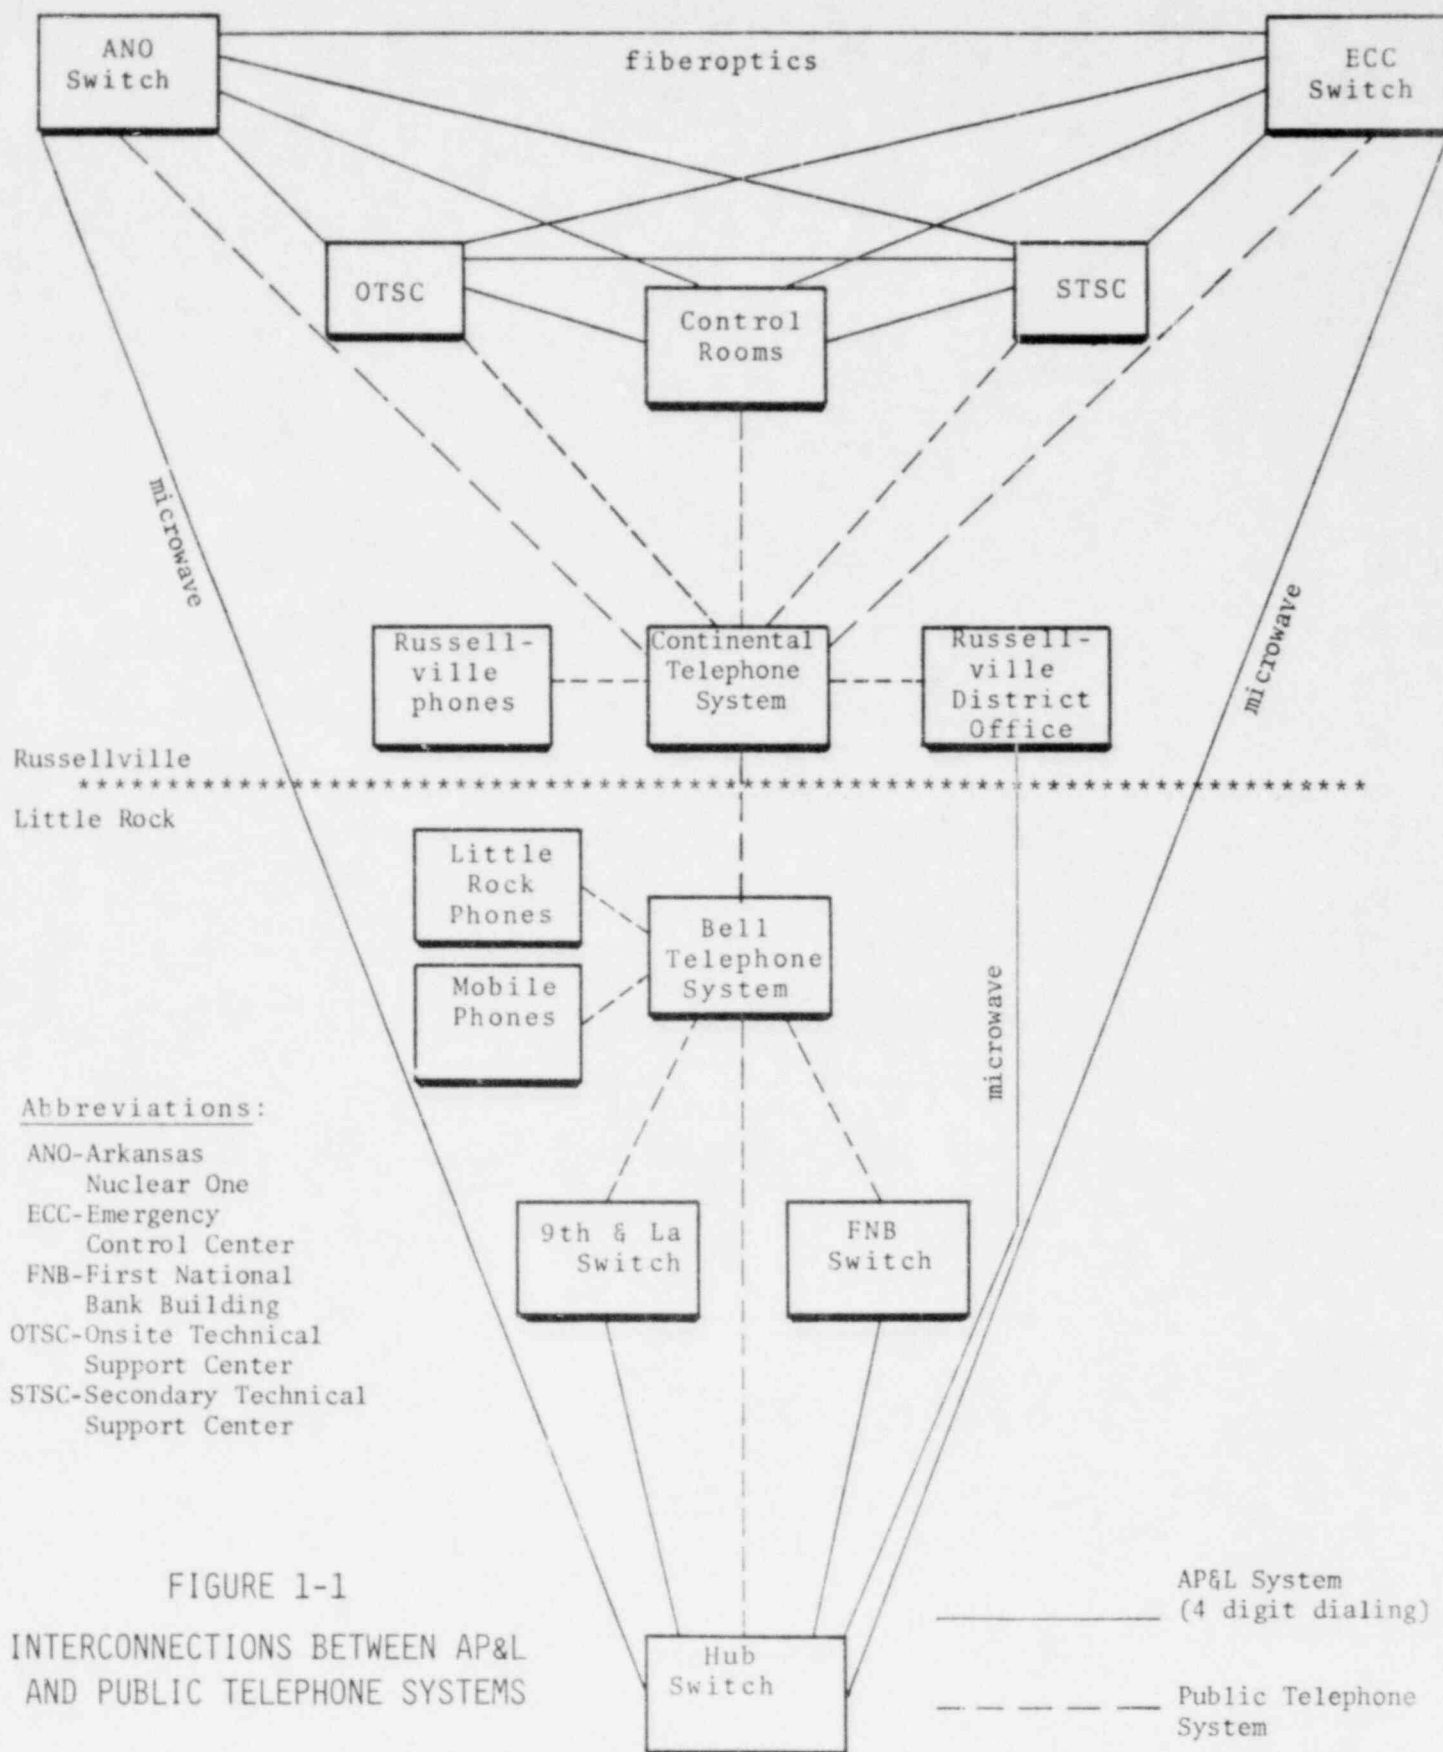 ANO
Switch
fiberoptics
ECC
Switch
OTSC
Control
Rooms
STSC
microwave
microwave
Russell-
ville
phones
Continental
Telephone
System
Russell-
ville
District
Office
Russellville
**************************************************************************************
Little Rock
Little
Rock
Phones
Bell
Telephone
System
Mobile
Phones
microwave
Abbreviations:
ANO-Arkansas
Nuclear One
ECC-Emergency
Control Center
FNB-First National
Bank Building
OTSC-Onsite Technical
Support Center
STSC-Secondary Technical
Support Center
9th & La
Switch
FNB
Switch
FIGURE 1-1
INTERCONNECTIONS BETWEEN AP&L
AND PUBLIC TELEPHONE SYSTEMS
Hub
Switch
AP&L System
(4 digit dialing)
Public Telephone
System